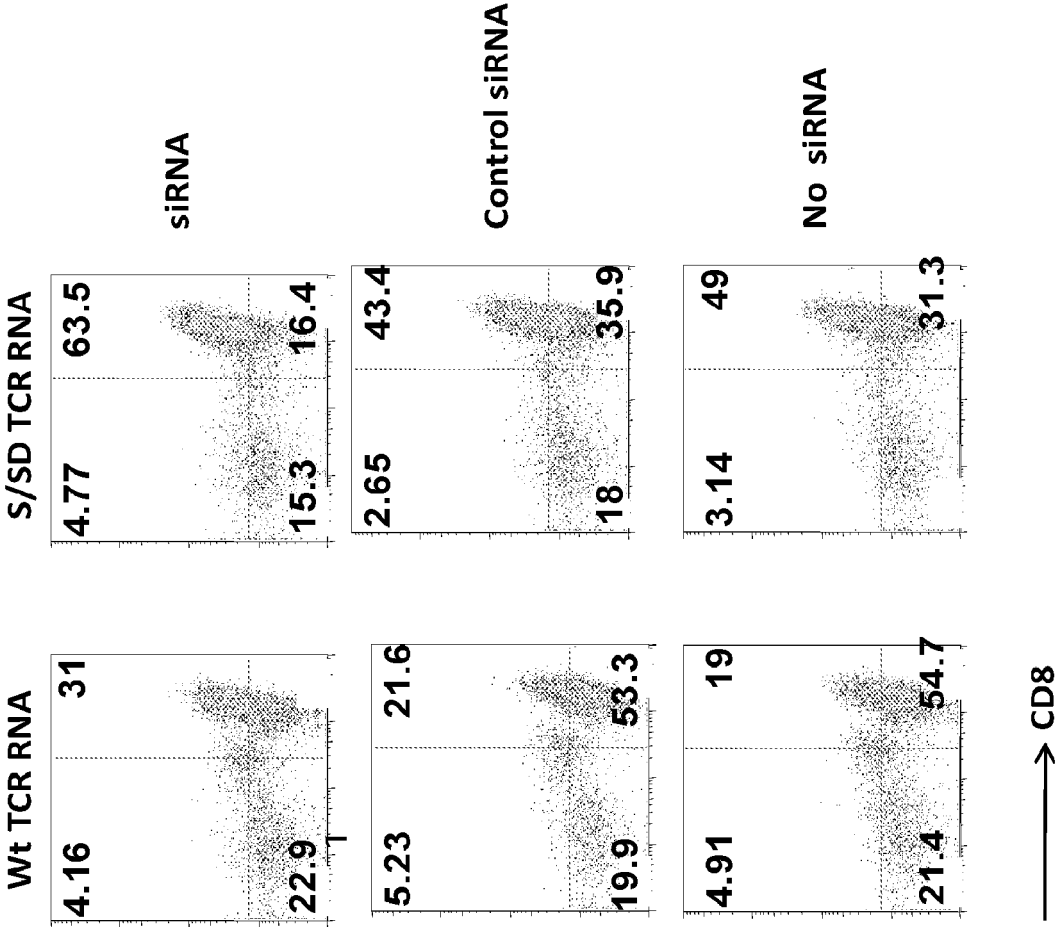 Wt TCR RNA S/SD TCR RNA
4.16 31 4.77 63.5
siRNA
22.9 15.3 16.4
5.23 21.6 2.65 43.4
Control siRNA
19.9 53.3 18 35.9
4.91 19 3.14 49
No siRNA
21.4 54.7 31.3
CD8